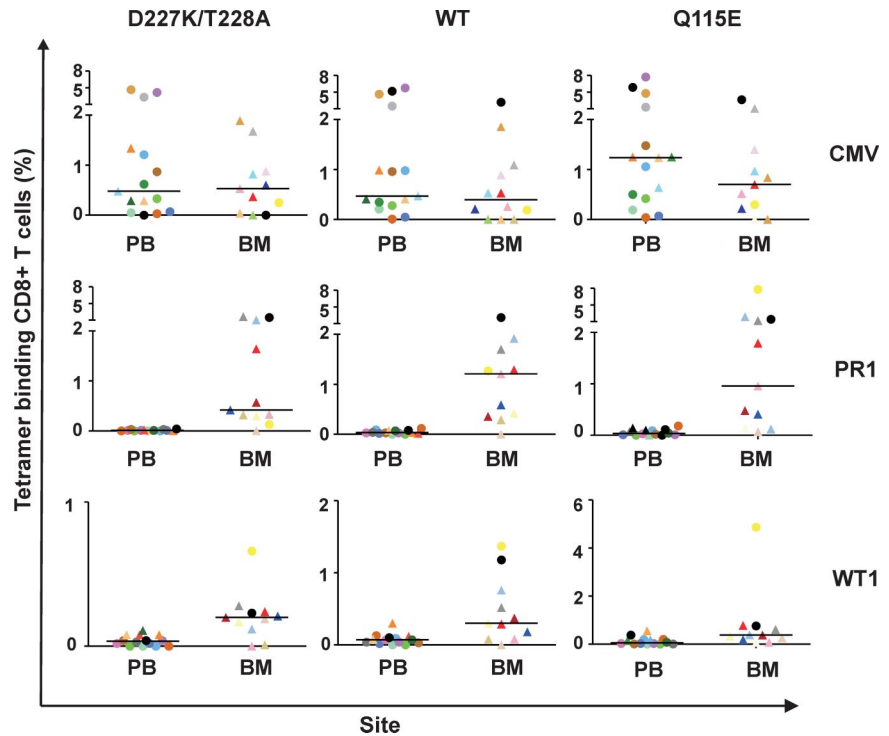 D227K/T228A WT Q115E
Tetramer binding CD8+ T cells (%)
8 8 8
5 5 5
2 2 2
1 1 1
0 0 0
PB BM PB BM PB BM
CMV
8 8 8
5 5 5
2 2 2
1 1 1
0 0 0
PB BM PB BM PB BM
PR1
1 2 6
1 4
2
0 0 0
PB BM PB BM PB BM
WT1
Site